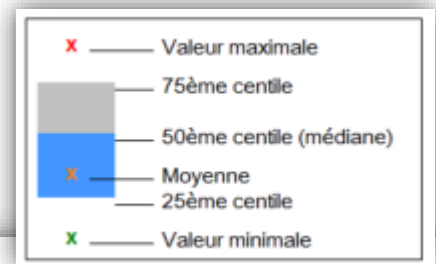 x Valeur maximale
75ème centile
50ème centile (médiane)
x Moyenne
25ème centile
x Valeur minimale